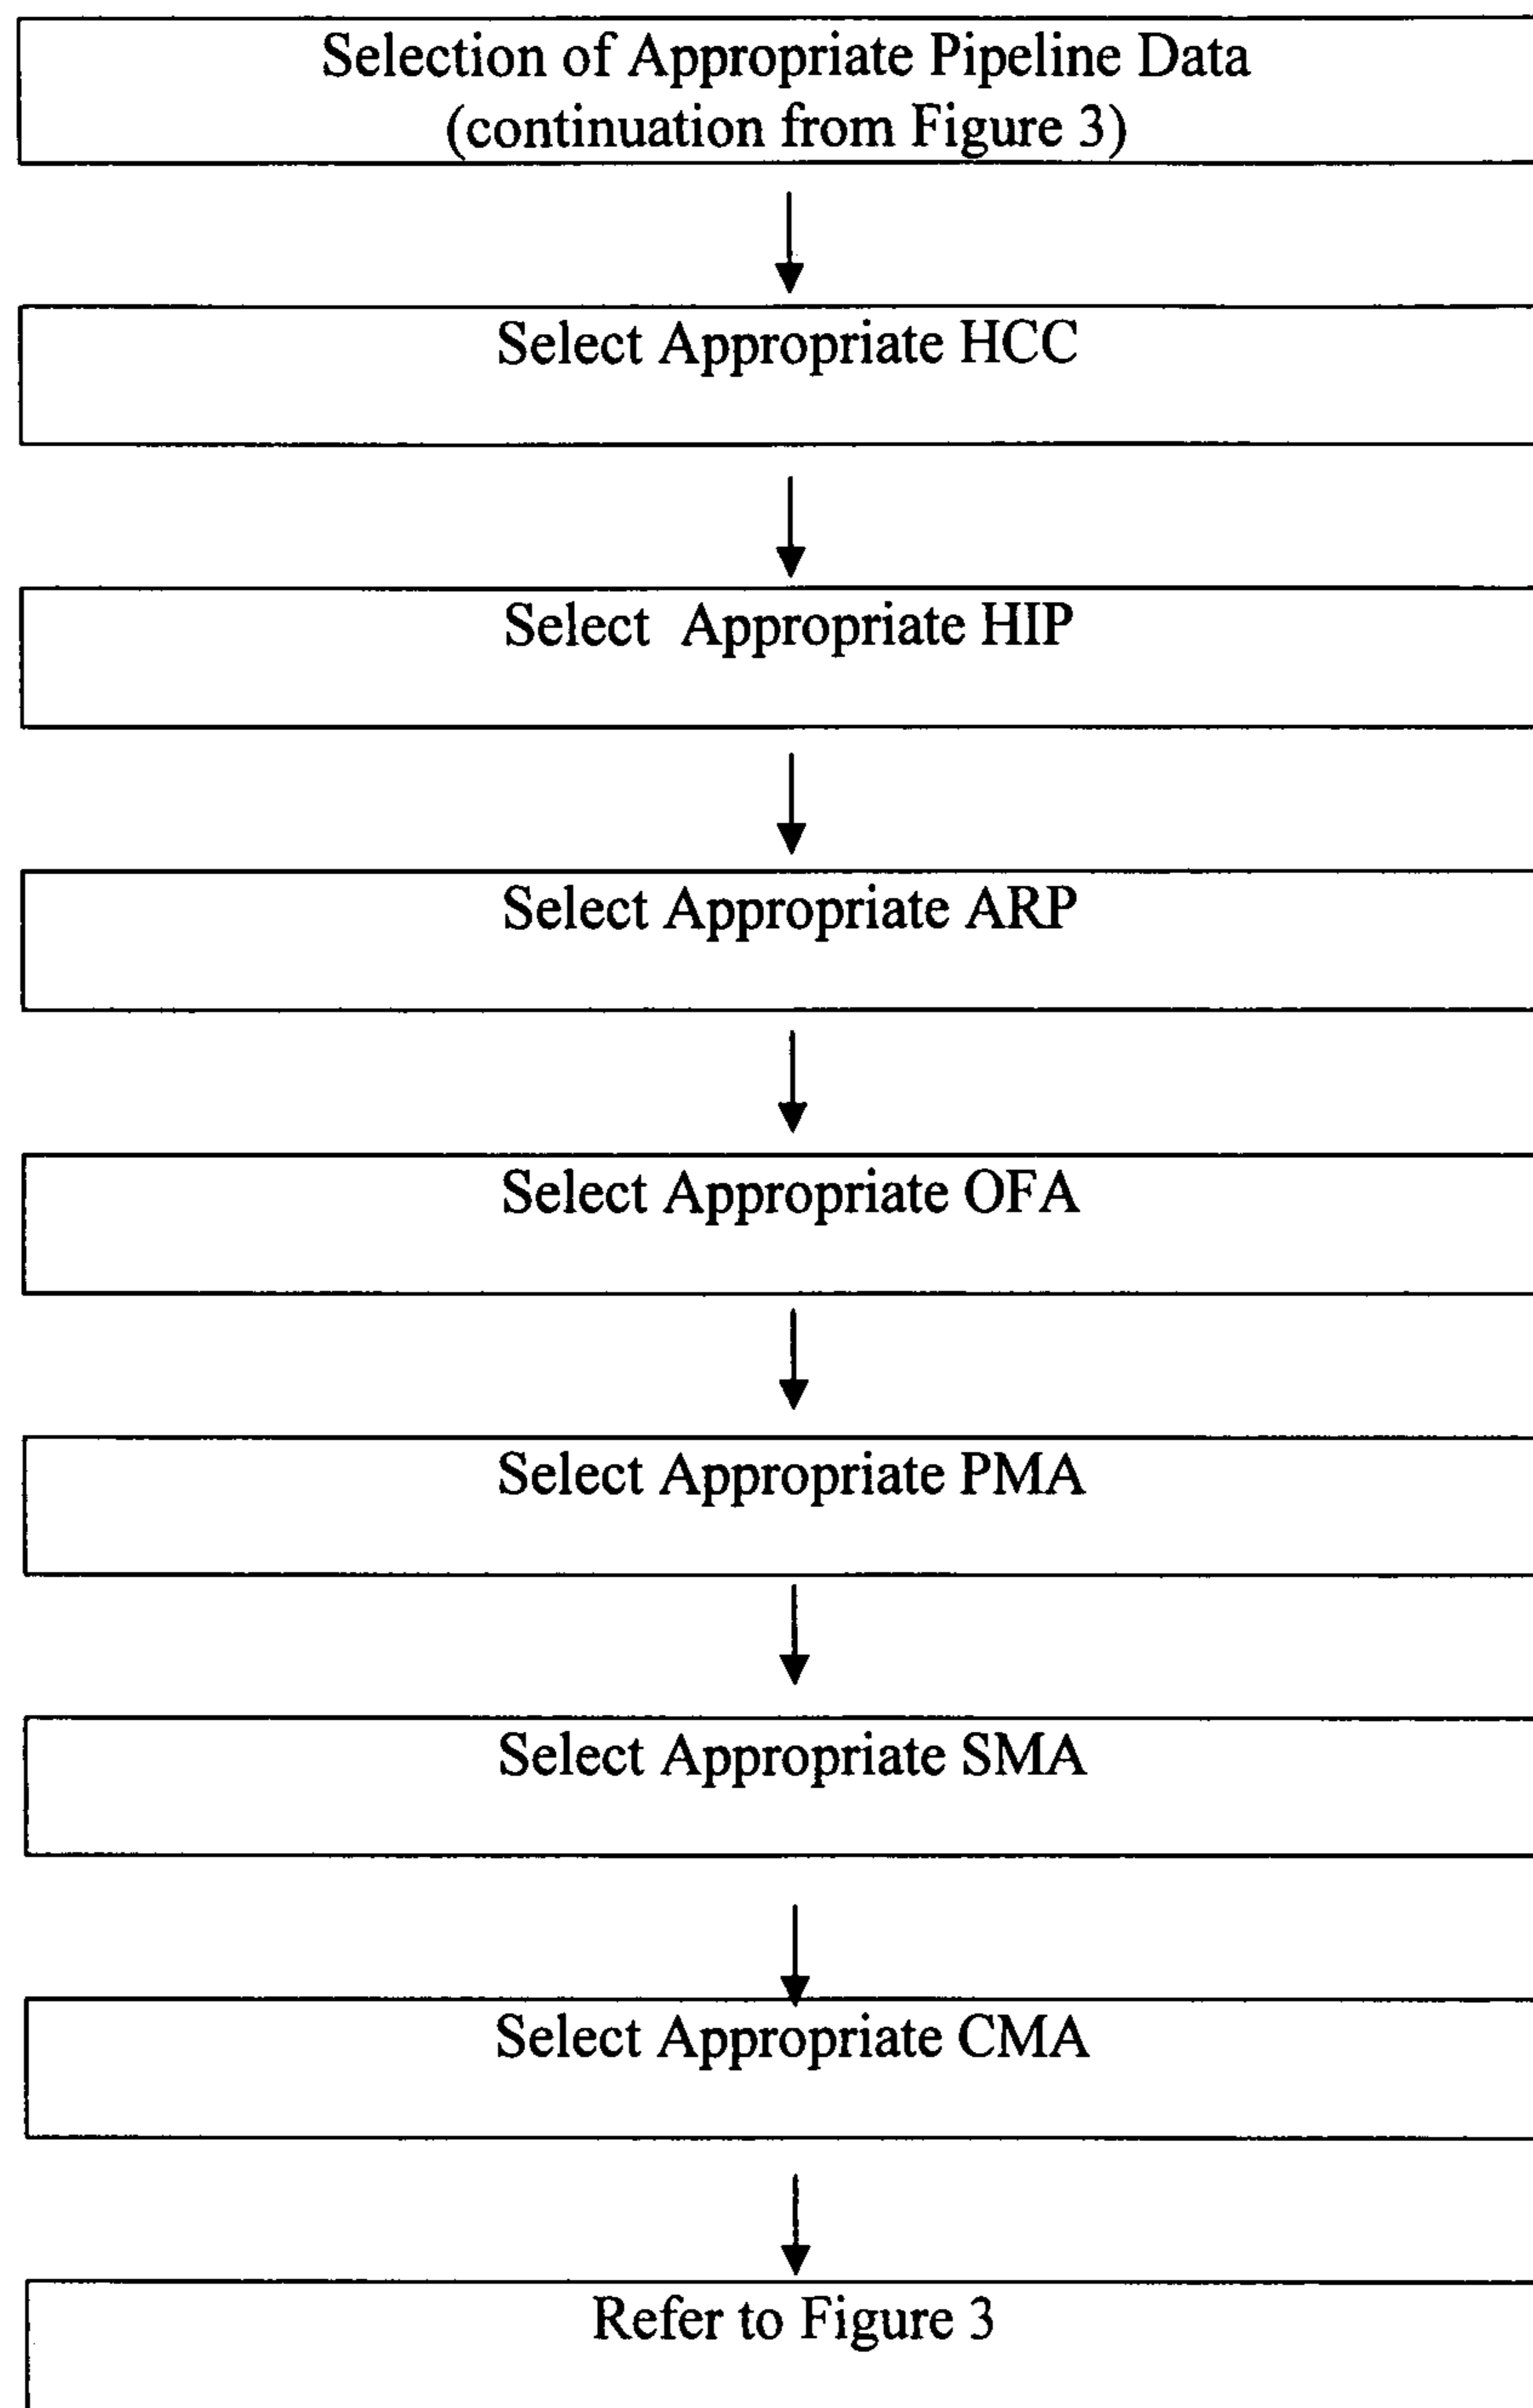 Selection of Appropriate Pipeline Data
(continuation from Figure 3)
Select Appropriate HCC
Select Appropriate HIP
Select Appropriate ARP
Select Appropriate OFA
Select Appropriate PMA
Select Appropriate SMA
Select Appropriate CMA
Refer to Figure 3